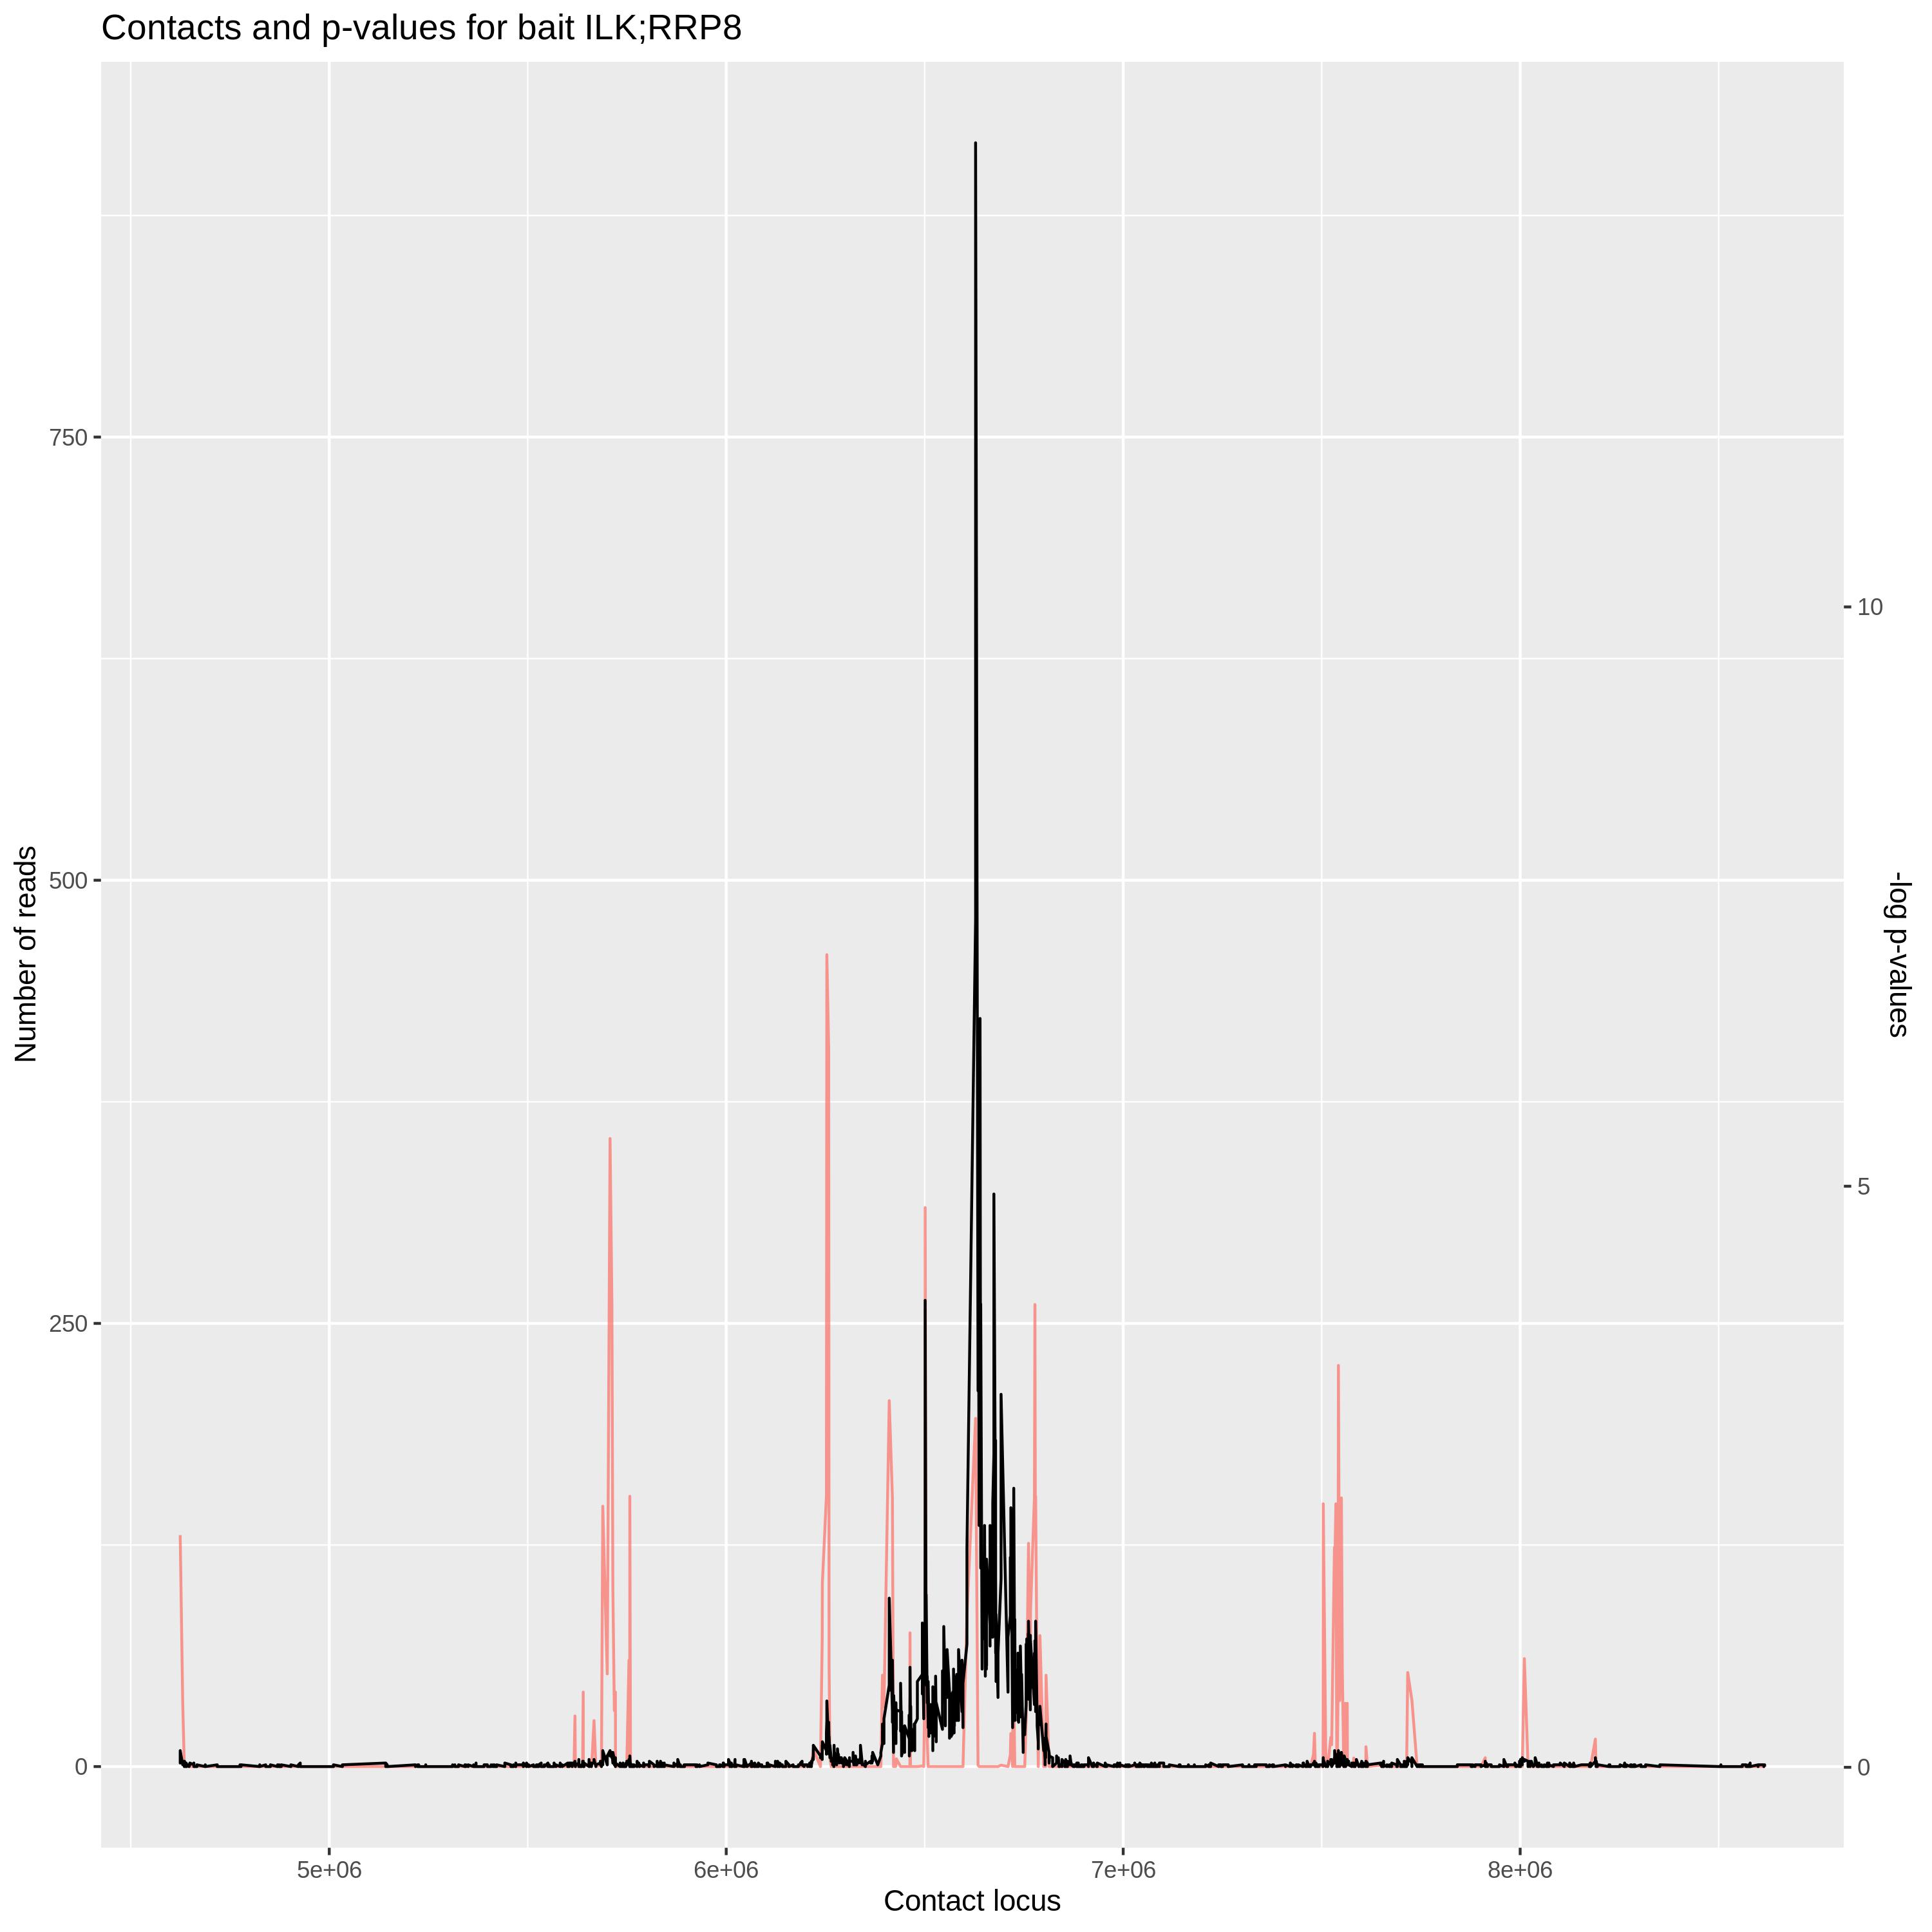 Contacts and p-values for bait ILK;RRP8
750
500
250
0
Number of reads
10
5
0
-log p-values
5e+06
6e+06
7e+06
8e+06
Contact locus